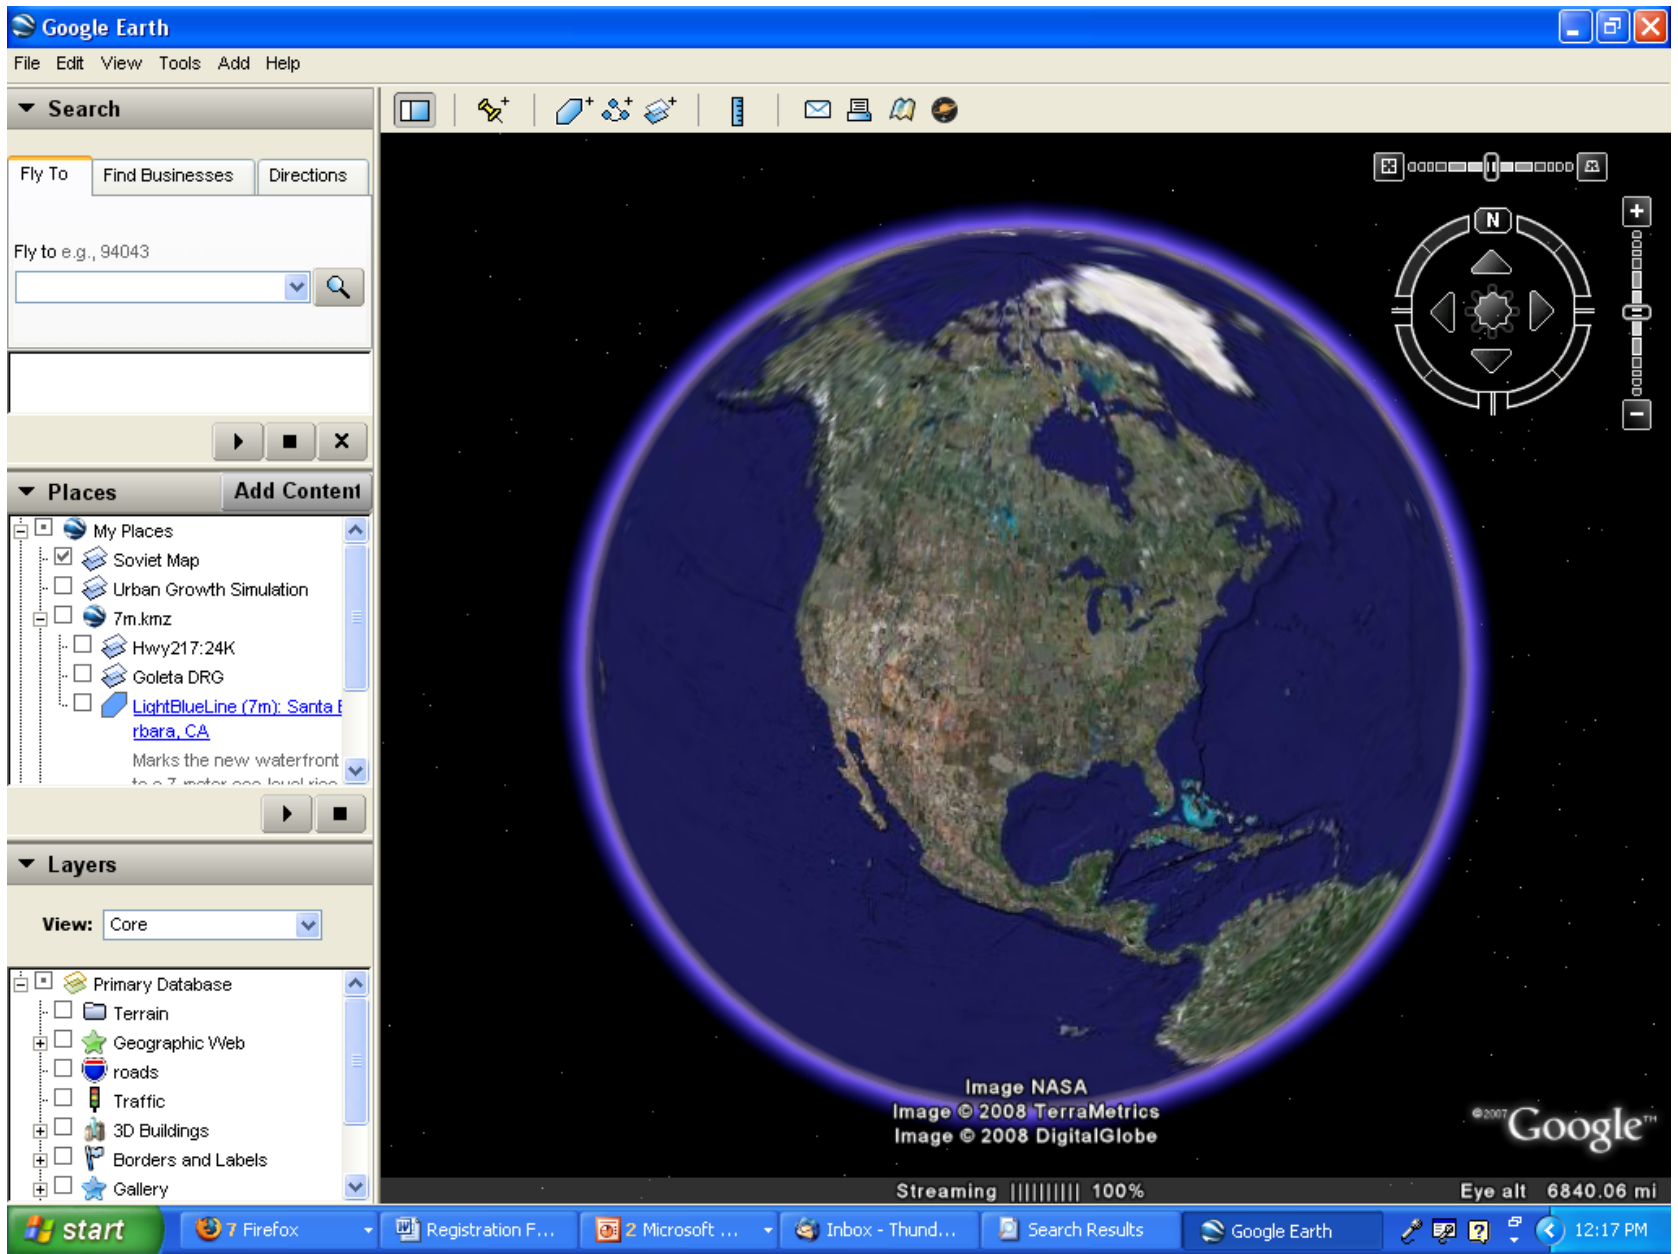 Google Earth
File Edit View Tools Add Help
Search
Fly To Find Businesses Directions
Fly to e.g., 94043
Places Add Content
My Places
Soviet Map
Urban Growth Simulation
7m.kmz
Hwy217:24K
Goleta DRG
LightBlueLine (7m): Santa
rbara, CA
Marks the new waterfront
Layers
View: Core
Primary Database
Terrain
Geographic Web
roads
Traffic
3D Buildings
Borders and Labels
Gallery
N
Image NASA
Image © 2008 TerraMetrics
Image © 2008 DigitalGlobe
©2007 Google™
Streaming |||||||||| 100%
Eye alt 6840.06 mi
start 7 Firefox Registration F... 2 Microsoft ... Inbox - Thund... Search Results Google Earth 12:17 PM